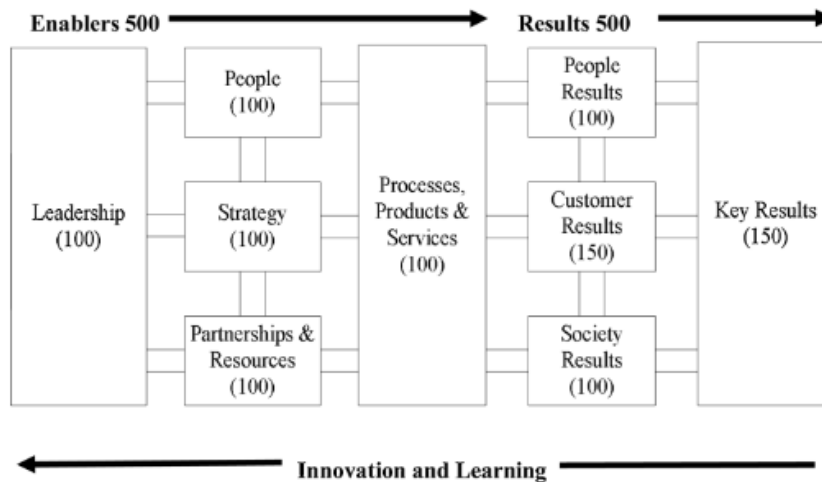 Enablers 500
Results 500
Leadership
(100)
People
(100)
Strategy
(100)
Partnerships &
Resources
(100)
Processes,
Products &
Services
(100)
People
Results
(100)
Customer
Results
(150)
Society
Results
(100)
Key Results
(150)
Innovation and Learning